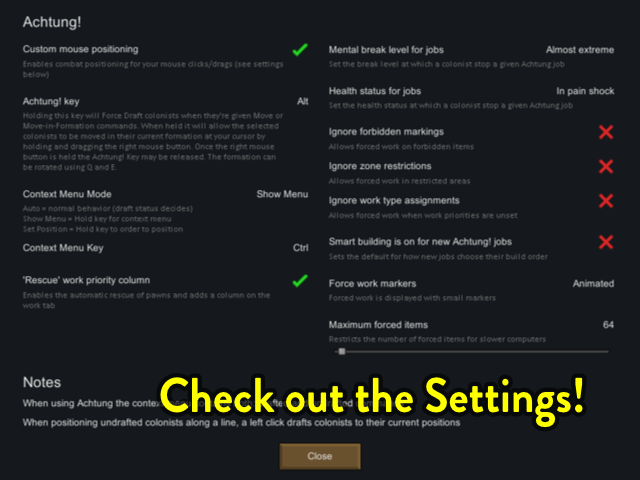 Achtung!
Custom mouse positioning
Enables combat positioning for your mouse clicks/drags (see settings
below)
Achtung! key Alt
Holding this key will Force Draft colonists when they're given Move or
Move-in-Formation commands. When held it will allow the selected
colonists to be moved in their current formation at your cursor by
holding and dragging the right mouse button. Once the right mouse
button is held the Achtung! Key may be released. The formation can
be rotated using Q and E.
Context Menu Mode Show Menu
Auto = normal behavior (draft status decides)
Show Menu = Hold key for context menu
Set Position = Hold key to order to position
Context Menu Key Ctrl
'Rescue' work priority column
Enables the automatic rescue of pawns and adds a column on the
work tab
Mental break level for jobs Almost extreme
Set the break level at which a colonist stop a given Achtung job
Health status for jobs In pain shock
Set the health status at which a colonist stop a given Achtung job
Ignore forbidden markings
Allows forced work on forbidden items
Ignore zone restrictions
Allows forced work in restricted areas
Ignore work type assignments
Allows forced work when work priorities are unset
Smart building is on for new Achtung! jobs
Sets the default for how new jobs choose their build order
Force work markers Animated
Forced work is displayed with small markers
Maximum forced items 64
Restricts the number of forced items for slower computers
Notes
When using Achtung the conte
Check out the Settings!
When positioning undrafted colonists along a line, a left click drafts colonists to their current positions
Close